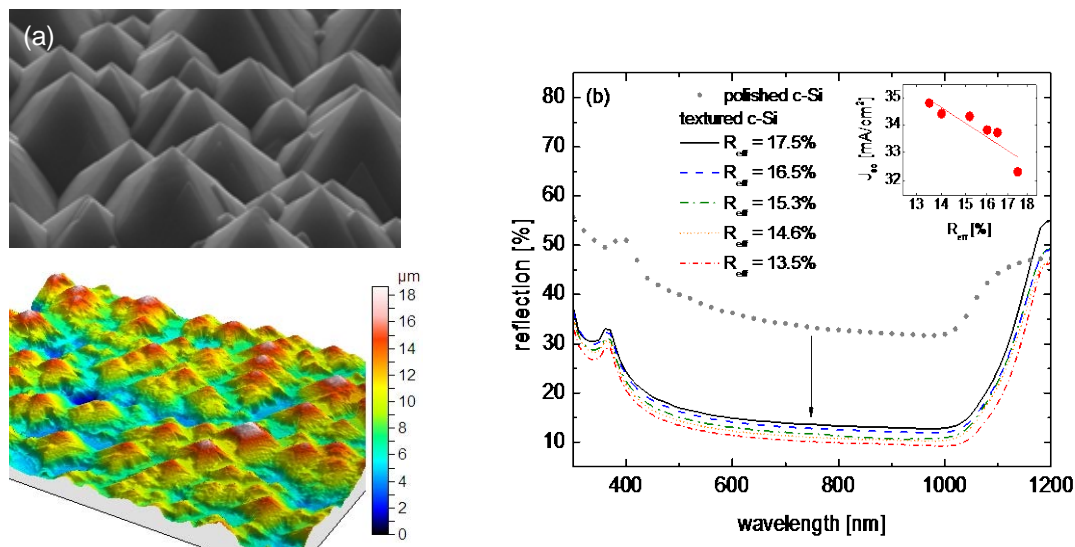 (a)
µm
18
16
14
12
10
8
6
4
2
0
(b)
polished c-Si
textured c-Si
R_eff = 17.5%
R_eff = 16.5%
R_eff = 15.3%
R_eff = 14.6%
R_eff = 13.5%
reflection [%]
80
70
60
50
40
30
20
10
400 600 800 1000 1200
wavelength [nm]
J_sc [mA/cm²]
35
34
33
32
13 14 15 16 17 18
R_eff [%]